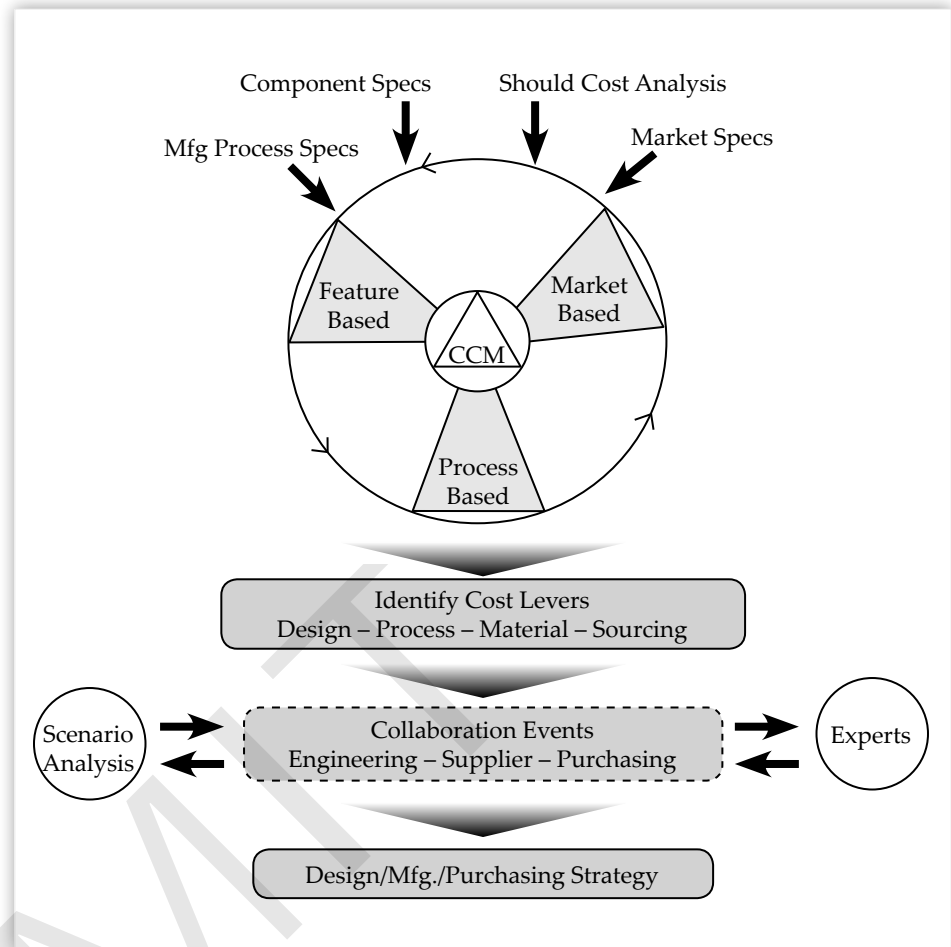 Component Specs
Should Cost Analysis
Mfg Process Specs
Market Specs
Feature
Based
Market
Based
CCM
Process
Based
Identify Cost Levers
Design – Process – Material – Sourcing
Scenario
Analysis
Collaboration Events
Engineering – Supplier – Purchasing
Experts
Design/Mfg./Purchasing Strategy